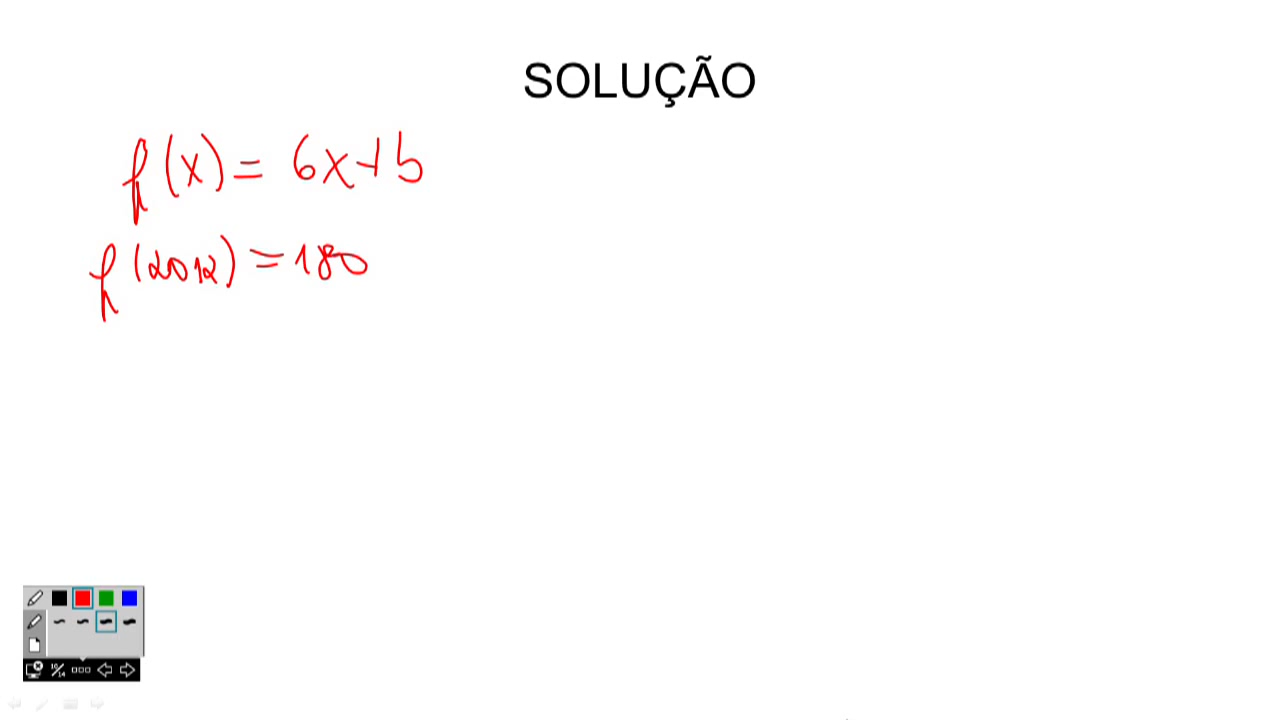 SOLUÇÃO
f(x) = 6x+b
f(2012) = 180